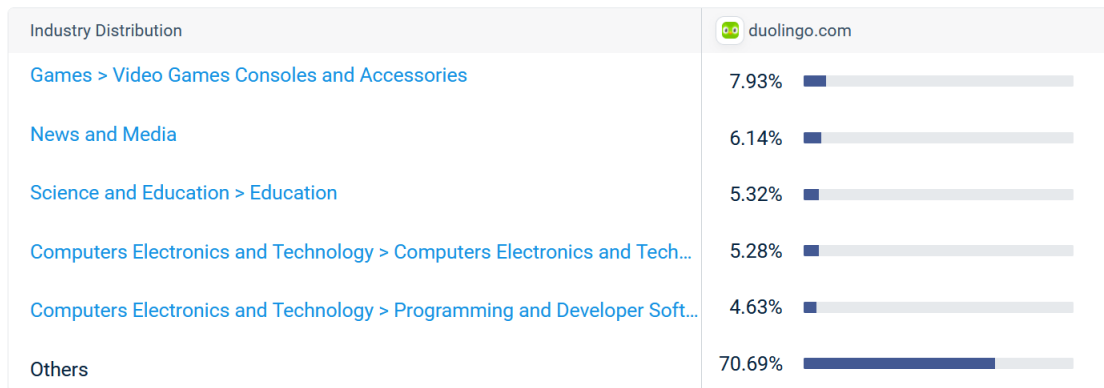 Industry Distribution duolingo.com
Games > Video Games Consoles and Accessories 7.93%
News and Media 6.14%
Science and Education > Education 5.32%
Computers Electronics and Technology > Computers Electronics and Tech... 5.28%
Computers Electronics and Technology > Programming and Developer Soft... 4.63%
Others 70.69%